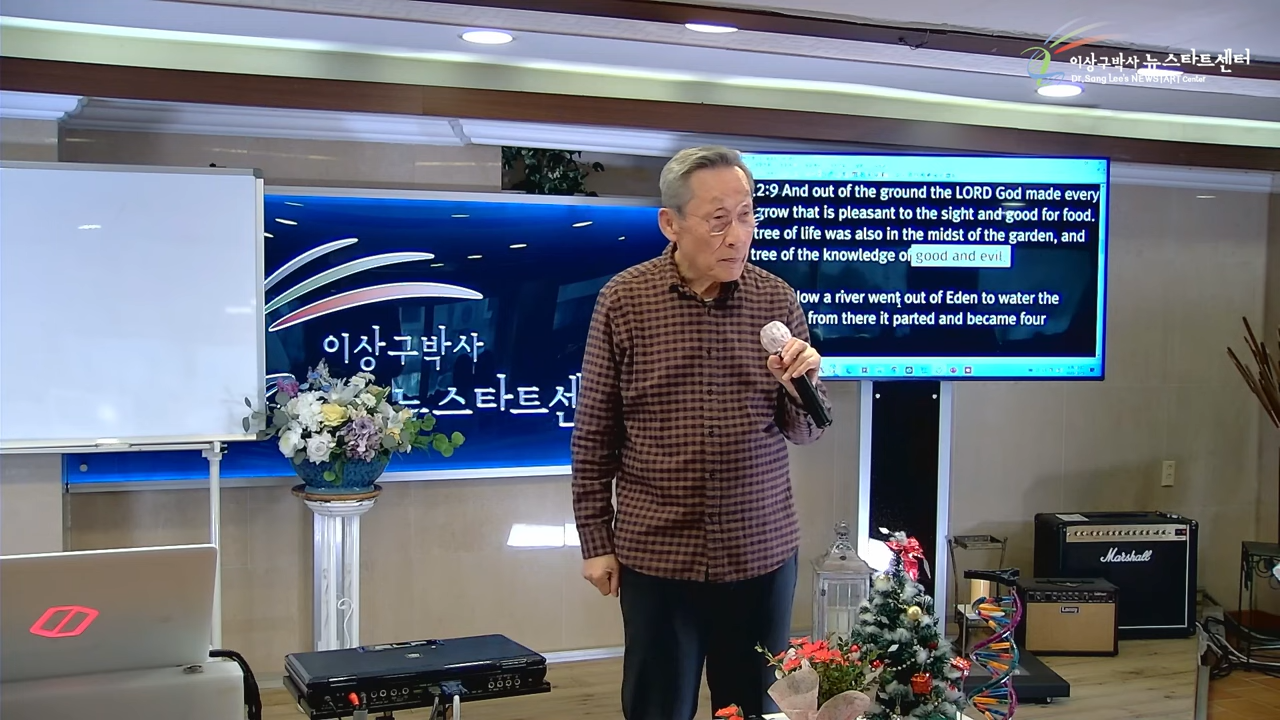 이상구박사 뉴스타트센터
Dr. Sang Lee's NEWSTART Center
2:9 And out of the ground the LORD God made every
grow that is pleasant to the sight and good for food.
tree of life was also in the midst of the garden, and
tree of the knowledge of good and evil.
Now a river went out of Eden to water the
from there it parted and became four
이상구박사
뉴스타트센
Marshall
Laney